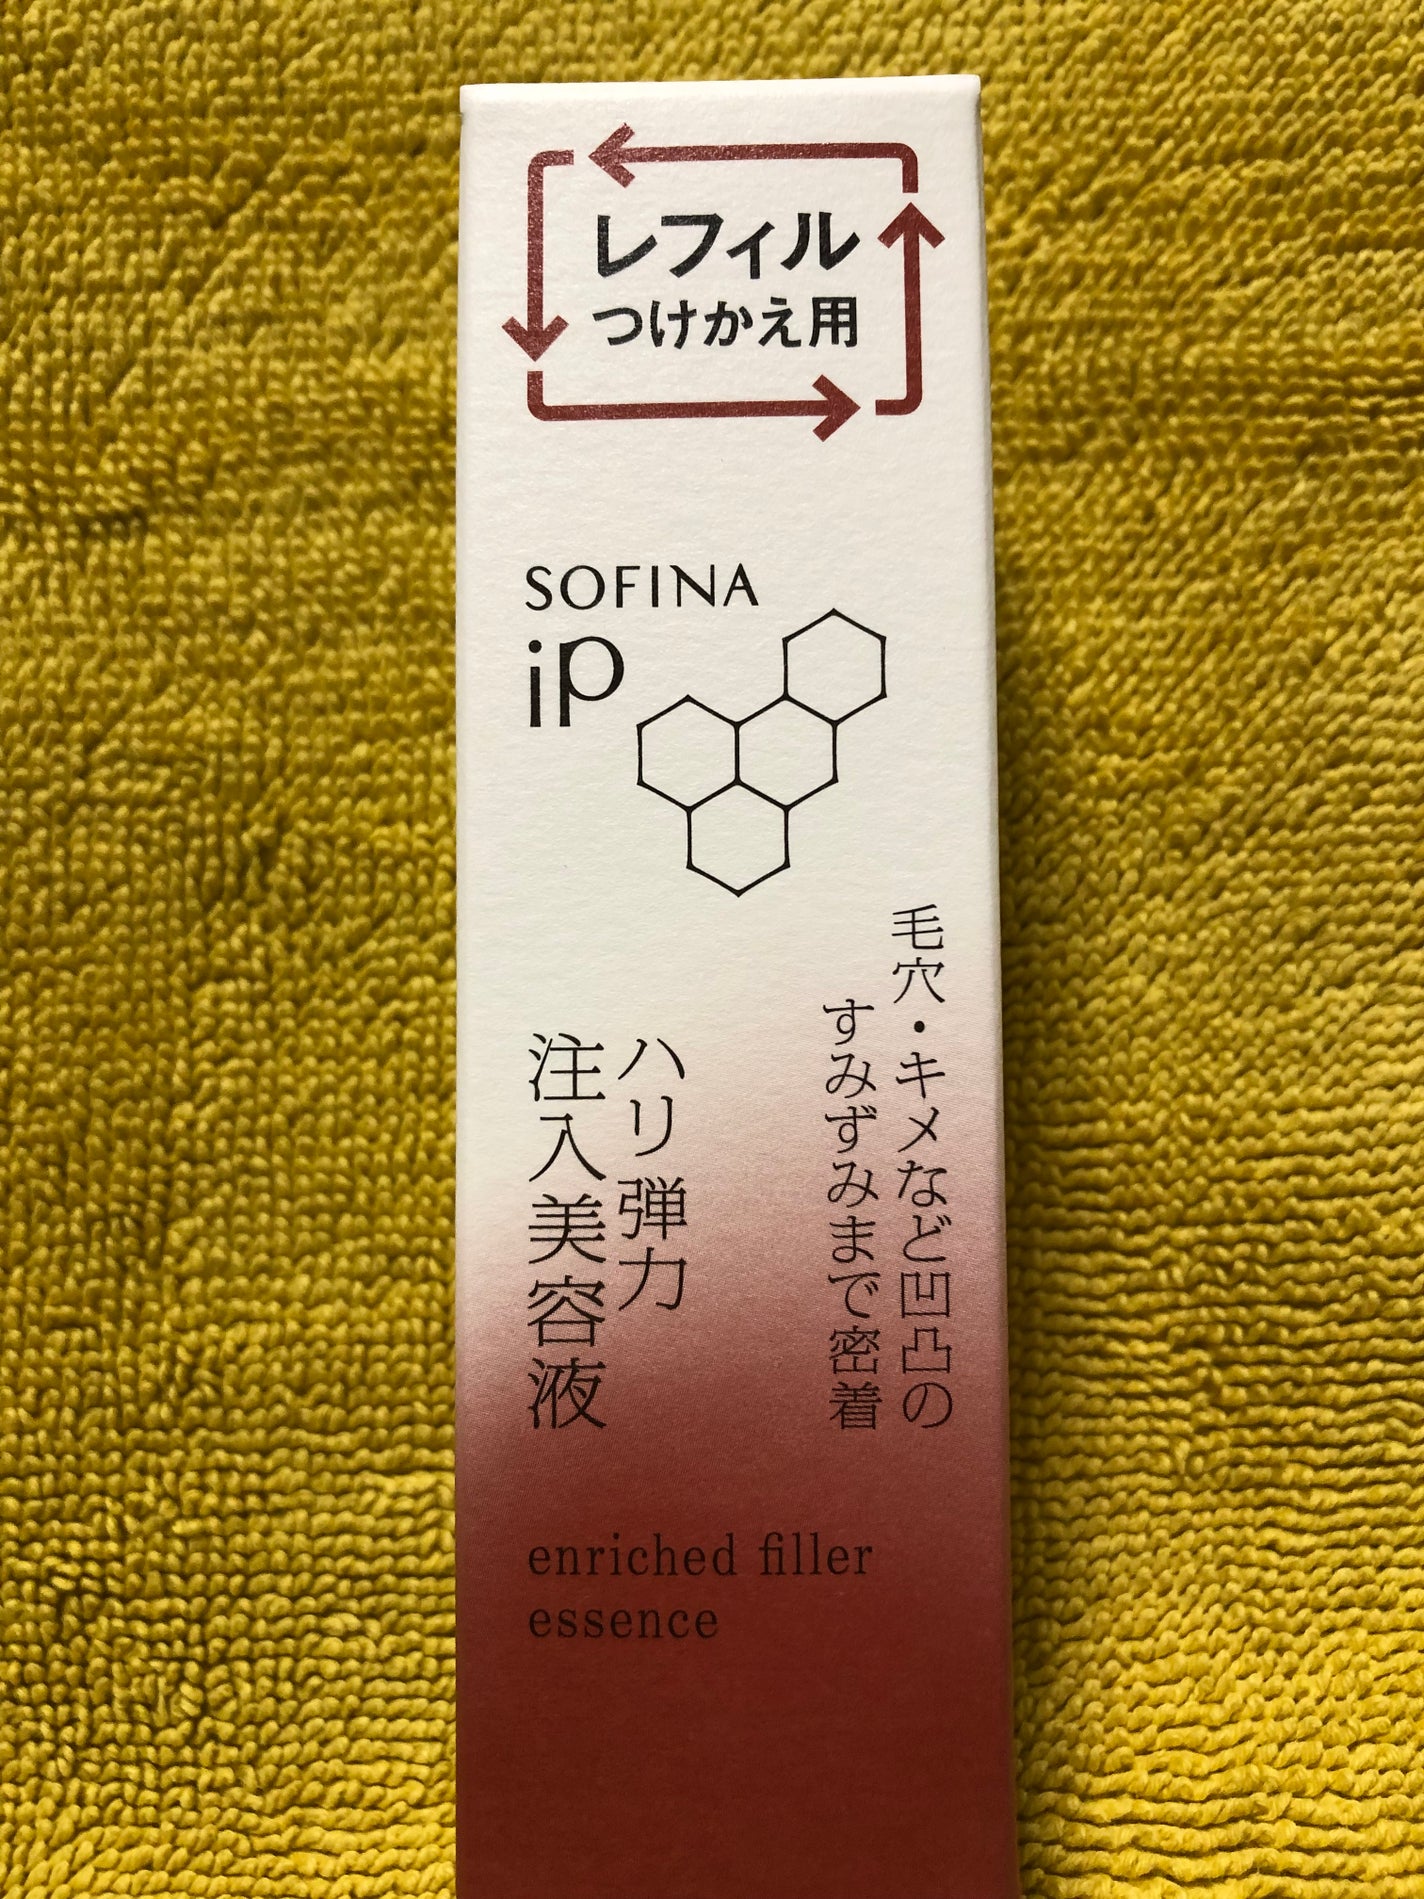 レフィル
つけかえ用
SOFINA
iP
毛穴・キメなど凹凸の
すみずみまで密着
ハリ弾力
注入美容液
enriched filler
essence